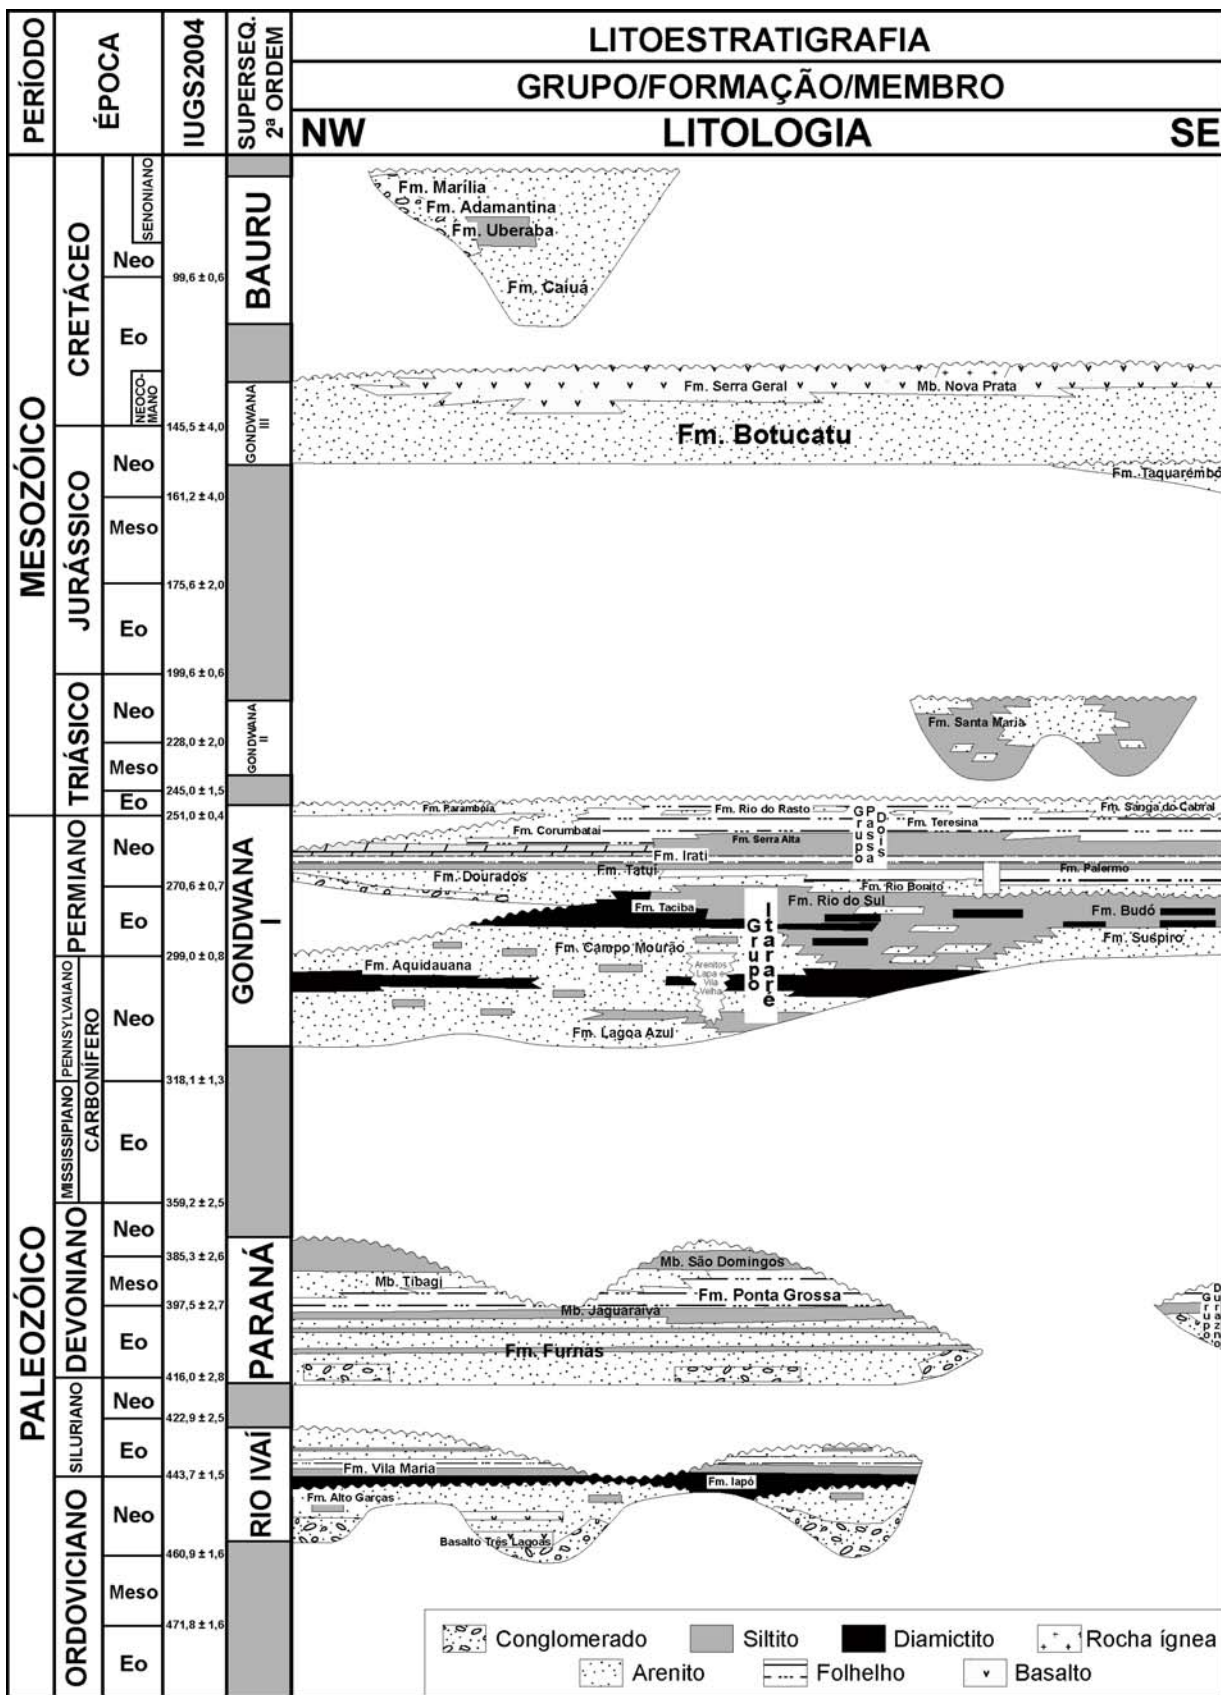 PERÍODO
ÉPOCA
IUGS2004
SUPERSEQ.
2ª ORDEM
LITOESTRATIGRAFIA
GRUPO/FORMAÇÃO/MEMBRO
NW
LITOLOGIA
SE
MESOZÓICO
CRETÁCEO
SENONIANO
Neo
99,6 ± 0,6
Eo
NEOCO-
MANO
145,5 ± 4,0
BAURU
Fm. Marília
Fm. Adamantina
Fm. Uberaba
Fm. Caiuá
GONDWANA
III
Fm. Serra Geral
Mb. Nova Prata
Fm. Botucatu
Fm. Taquarembó
JURÁSSICO
Neo
161,2 ± 4,0
Meso
175,6 ± 2,0
Eo
199,6 ± 0,6
TRIÁSICO
Neo
228,0 ± 2,0
Meso
245,0 ± 1,5
Eo
251,0 ± 0,4
GONDWANA
II
Fm. Santa Maria
PALEOZÓICO
PERMIANO
Neo
270,6 ± 0,7
Eo
299,0 ± 0,8
GONDWANA
I
Fm. Pirambóia
Fm. Rio do Rasto
Fm. Sanga do Cabral
Grupo
Passa
Dois
Fm. Teresina
Fm. Corumbataí
Fm. Serra Alta
Fm. Irati
Fm. Dourados
Fm. Tatuí
Fm. Palermo
Fm. Rio Bonito
Fm. Taciba
Fm. Rio do Sul
Fm. Budó
Fm. Suspiro
Grupo
Itararé
Fm. Campo Mourão
Fm. Aquidauana
Arenitos
Lapa e
Vila
Velha
Fm. Lagoa Azul
CARBONÍFERO
PENNSYLVAIANO
Neo
318,1 ± 1,3
MISSISSIPIANO
Eo
359,2 ± 2,5
DEVONIANO
Neo
385,3 ± 2,6
Meso
397,5 ± 2,7
Eo
416,0 ± 2,8
PARANÁ
Mb. São Domingos
Mb. Tibagi
Fm. Ponta Grossa
Mb. Jaguaraíva
Fm. Furnas
Grupo
Durazno
SILURIANO
Neo
422,9 ± 2,5
Eo
443,7 ± 1,5
RIO IVAÍ
Fm. Vila Maria
Fm. Iapó
Fm. Alto Garças
Basalto Três Lagoas
ORDOVICIANO
Neo
460,9 ± 1,6
Meso
471,8 ± 1,6
Eo
Conglomerado
Siltito
Diamictito
Rocha ígnea
Arenito
Folhelho
Basalto